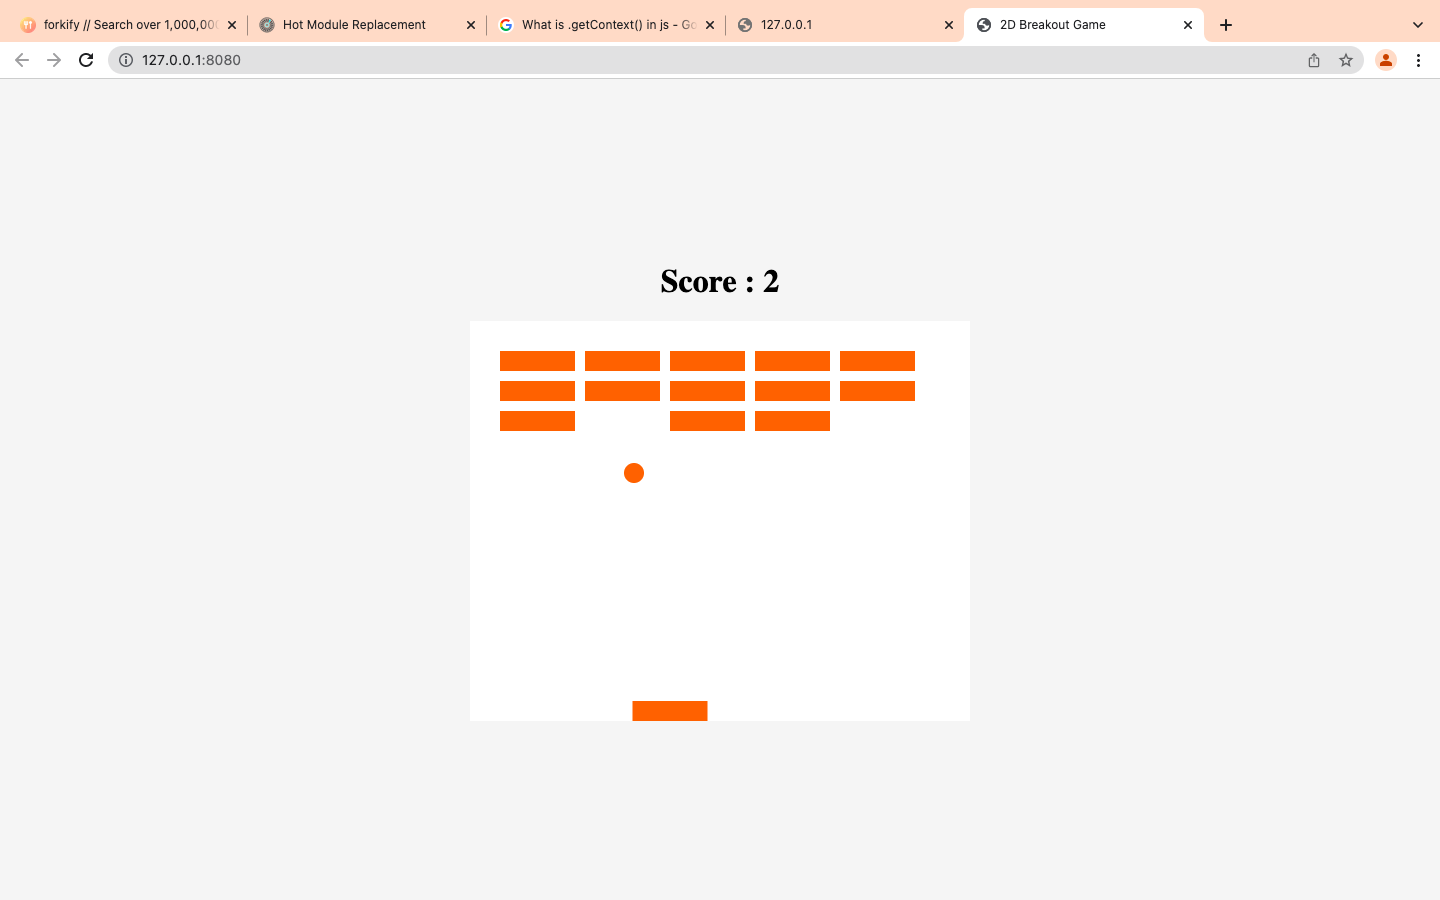 forkify // Search over 1,000,000
Hot Module Replacement
What is .getContext() in js - Go
127.0.0.1
2D Breakout Game
127.0.0.1:8080
Score : 2